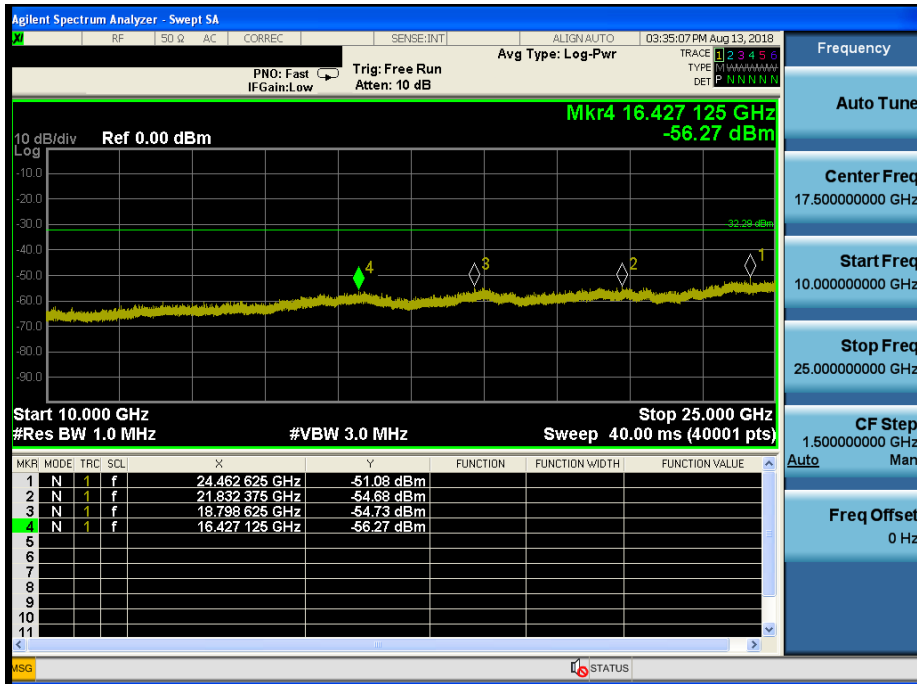 Agilent Spectrum Analyzer - Swept SA
RF 50 Ω AC CORREC SENSE:INT ALIGN AUTO 03:35:07 PM Aug 13, 2018
Frequency
Avg Type: Log-Pwr
TRACE 1 2 3 4 5 6
PNO: Fast Trig: Free Run
TYPE M W W W W W
IFGain:Low Atten: 10 dB
DET P N N N N N
Auto Tune
Mkr4 16.427 125 GHz
-56.27 dBm
10 dB/div Ref 0.00 dBm
Log
-10.0
-20.0
-30.0
-40.0
-50.0
-60.0
-70.0
-80.0
-90.0
-32.29 dBm
4
3
2
1
Center Freq
17.500000000 GHz
Start Freq
10.000000000 GHz
Stop Freq
25.000000000 GHz
Start 10.000 GHz Stop 25.000 GHz
#Res BW 1.0 MHz #VBW 3.0 MHz Sweep 40.00 ms (40001 pts)
CF Step
1.500000000 GHz
Auto Man
MKR MODE TRC SCL X Y FUNCTION FUNCTION WIDTH FUNCTION VALUE
1 N 1 f 24.462 625 GHz -51.08 dBm
2 N 1 f 21.832 375 GHz -54.68 dBm
3 N 1 f 18.798 625 GHz -54.73 dBm
4 N 1 f 16.427 125 GHz -56.27 dBm
5
6
7
8
9
10
11
Freq Offset
0 Hz
MSG STATUS